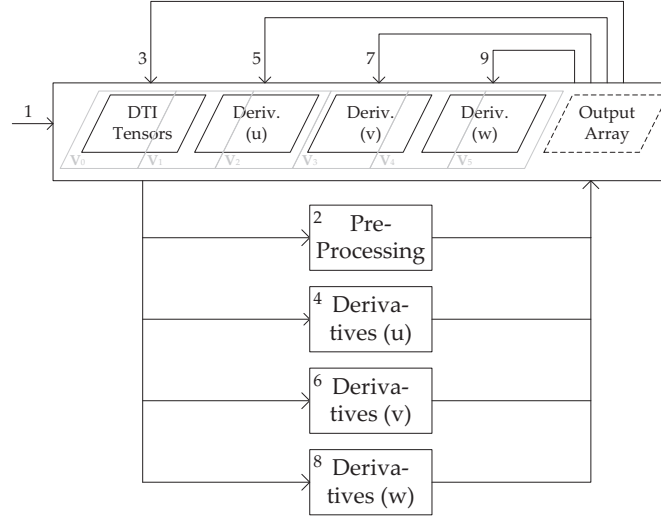 3
5
7
9
1
DTI
Tensors
Deriv.
(u)
Deriv.
(v)
Deriv.
(w)
Output
Array
V₀
V₁
V₂
V₃
V₄
V₅
2
Pre-
Processing
4
Deriva-
tives (u)
6
Deriva-
tives (v)
8
Deriva-
tives (w)